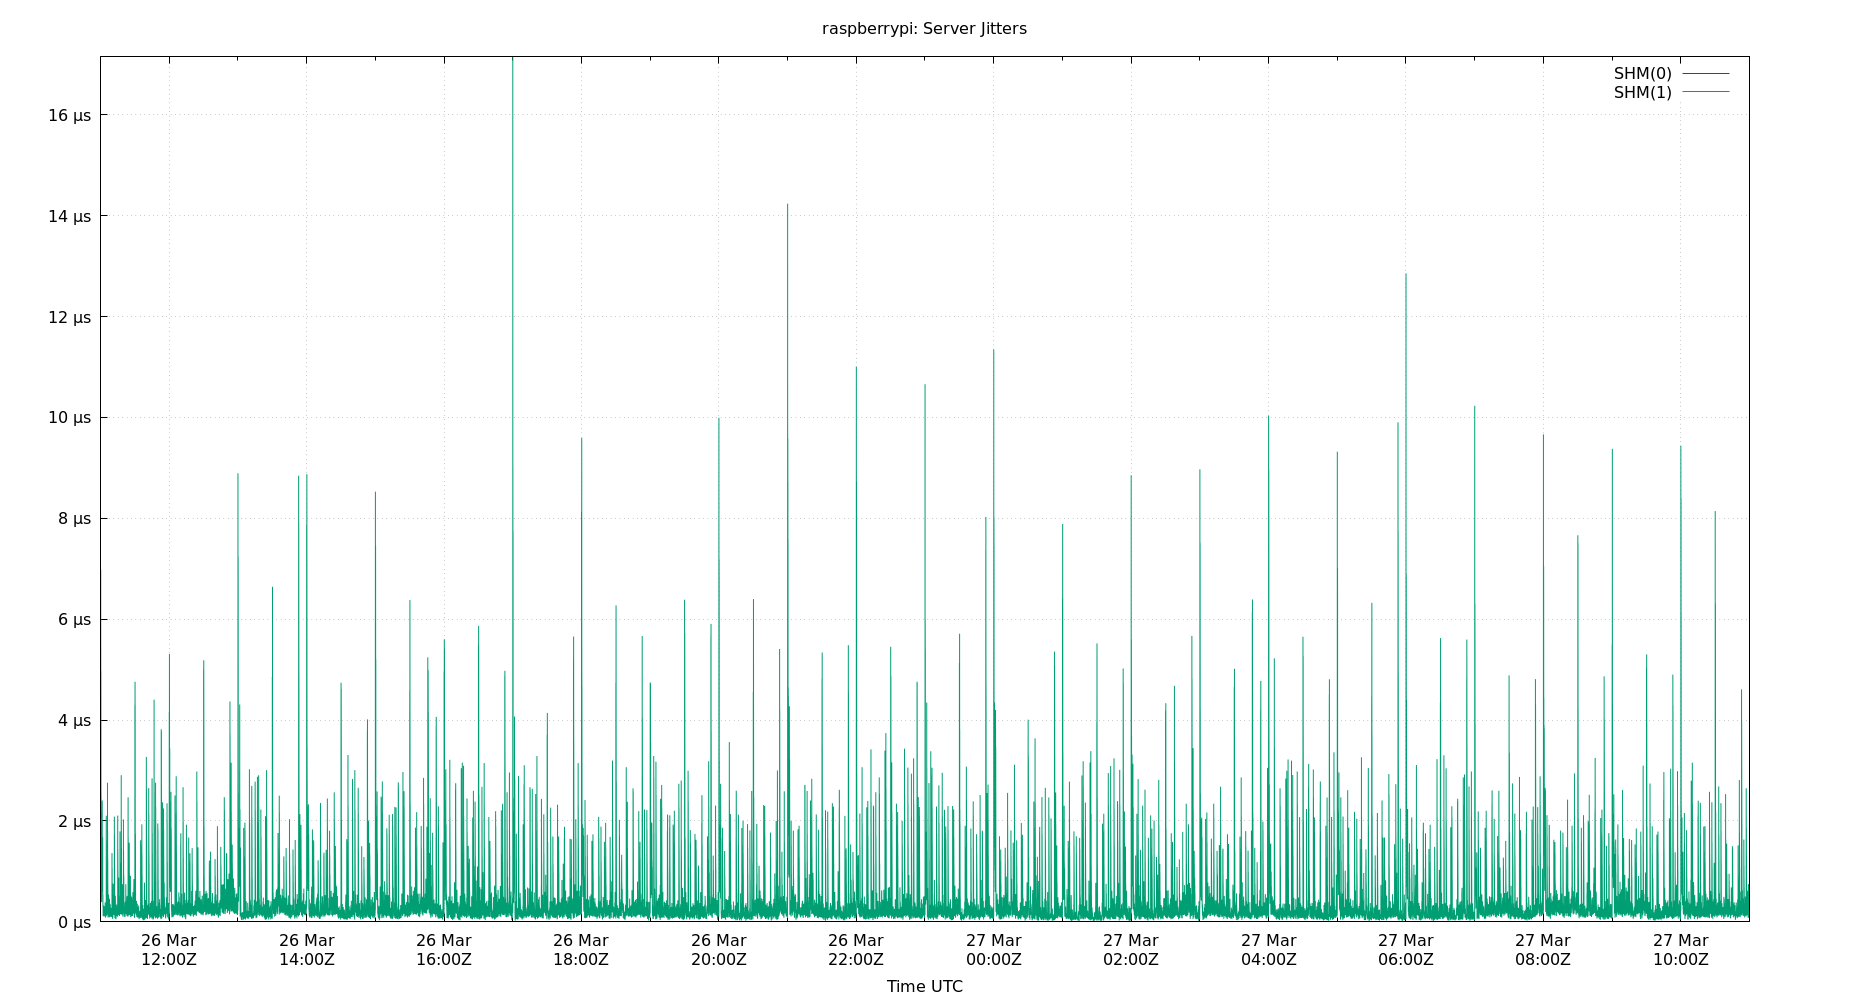 raspberrypi: Server Jitters
SHM(0)
SHM(1)
16 µs
14 µs
12 µs
10 µs
8 µs
6 µs
4 µs
2 µs
0 µs
26 Mar 26 Mar 26 Mar 26 Mar 26 Mar 26 Mar 27 Mar 27 Mar 27 Mar 27 Mar 27 Mar 27 Mar
12:00Z 14:00Z 16:00Z 18:00Z 20:00Z 22:00Z 00:00Z 02:00Z 04:00Z 06:00Z 08:00Z 10:00Z
Time UTC